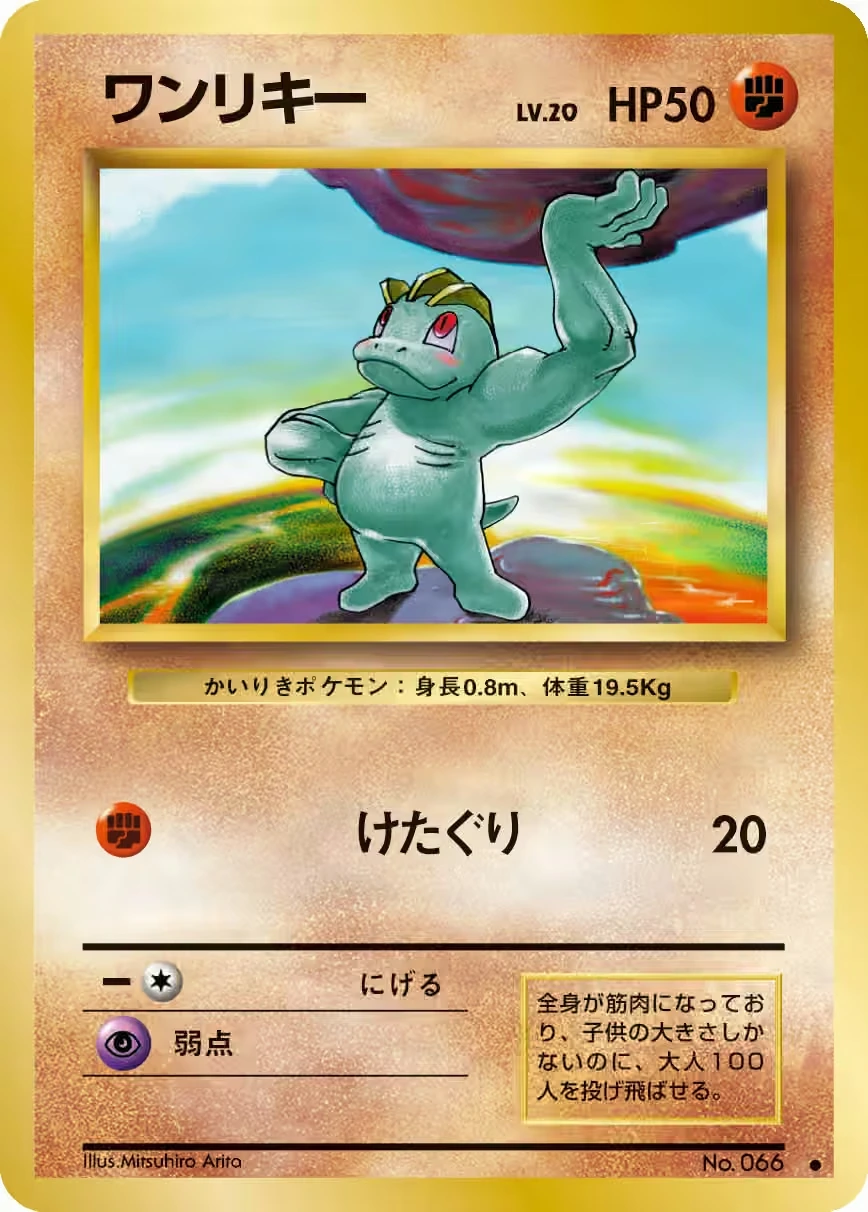 ワンリキー LV.20 HP50
かいりきポケモン：身長0.8m、体重19.5Kg
けたぐり 20
ー にげる
弱点
全身が筋肉になってお
り、子供の大きさしか
ないのに、大人100
人を投げ飛ばせる。
Illus.Mitsuhiro Arita No. 066